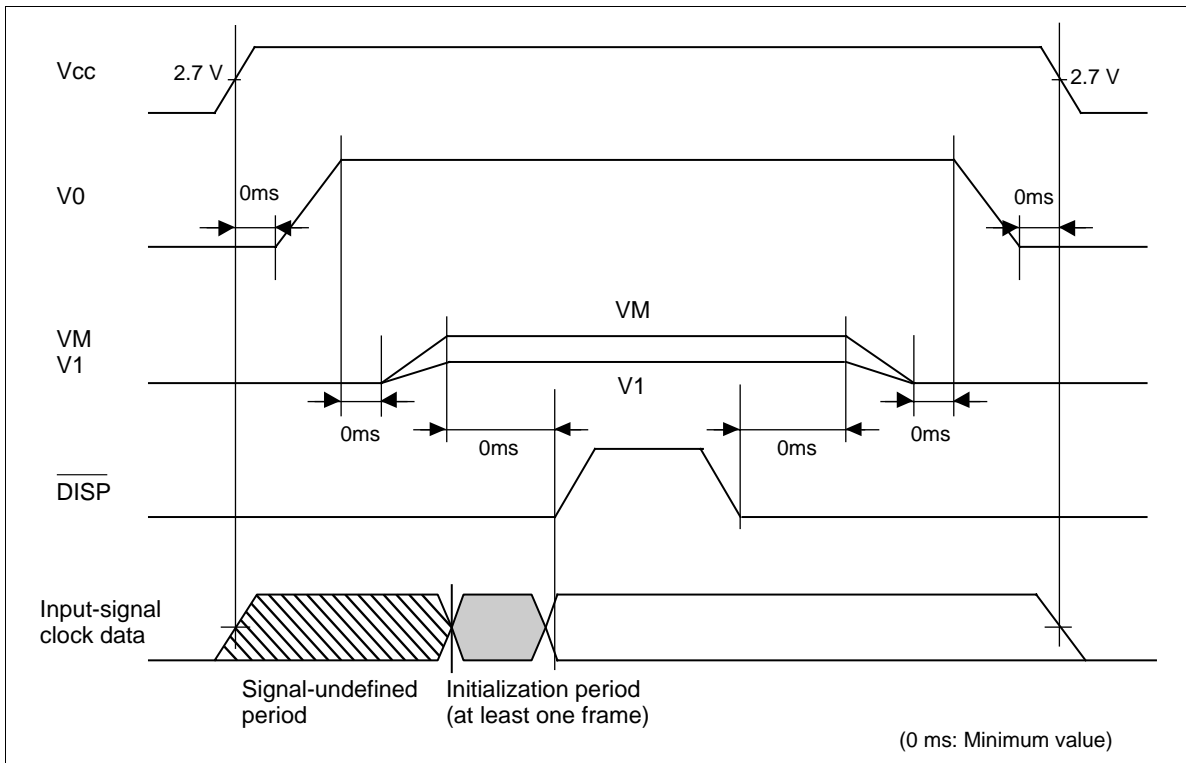 Vcc
2.7 V
2.7 V
V0
0ms
0ms
VM
VM
V1
V1
0ms
0ms
0ms
0ms
DISP
Input-signal
clock data
Signal-undefined
period
Initialization period
(at least one frame)
(0 ms: Minimum value)